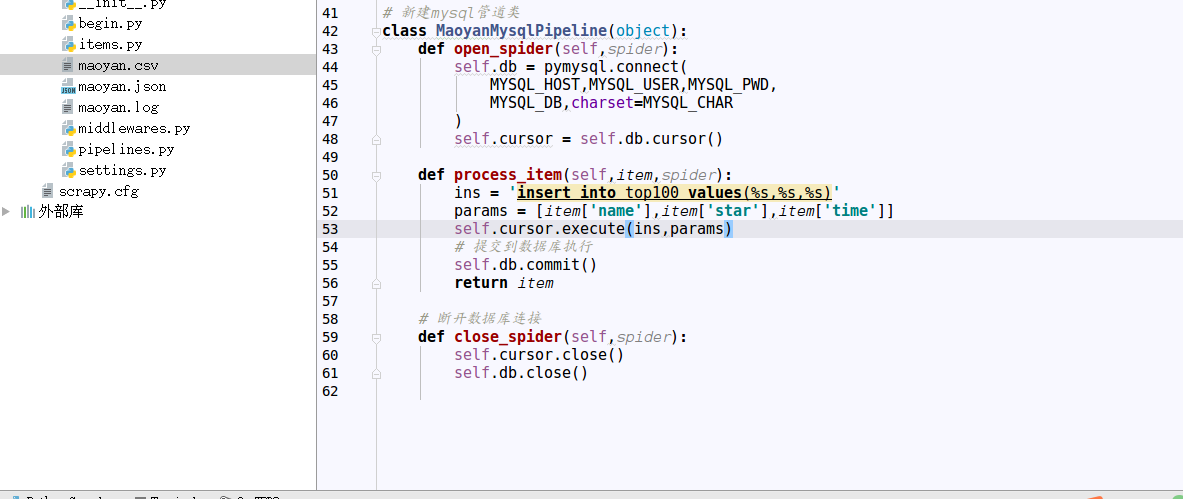 __init__.py
begin.py
items.py
maoyan.csv
maoyan.json
maoyan.log
middlewares.py
pipelines.py
settings.py
scrapy.cfg
外部库
41 # 新建mysql管道类
42 class MaoyanMysqlPipeline(object):
43 def open_spider(self,spider):
44 self.db = pymysql.connect(
45 MYSQL_HOST,MYSQL_USER,MYSQL_PWD,
46 MYSQL_DB,charset=MYSQL_CHAR
47 )
48 self.cursor = self.db.cursor()
49
50 def process_item(self,item,spider):
51 ins = 'insert into top100 values(%s,%s,%s)'
52 params = [item['name'],item['star'],item['time']]
53 self.cursor.execute(ins,params)
54 # 提交到数据库执行
55 self.db.commit()
56 return item
57
58 # 断开数据库连接
59 def close_spider(self,spider):
60 self.cursor.close()
61 self.db.close()
62